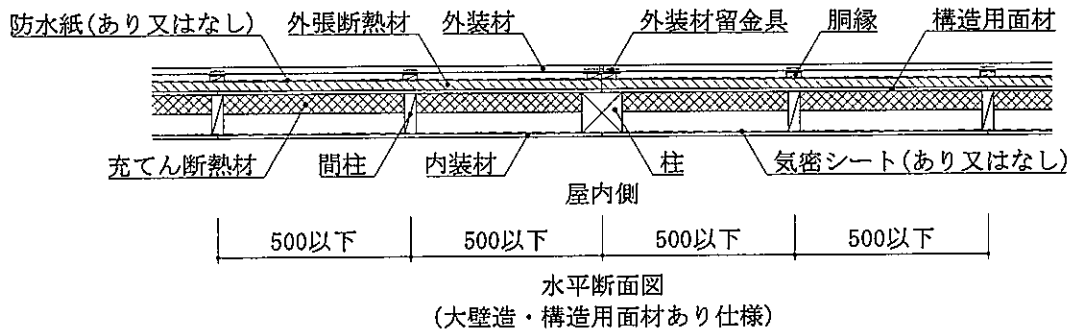 防水紙(あり又はなし) 外張断熱材 外装材 外装材留金具 胴縁 構造用面材
充てん断熱材 間柱 内装材 柱 気密シート(あり又はなし)
屋内側
500以下 500以下 500以下 500以下
水平断面図
(大壁造・構造用面材あり仕様)